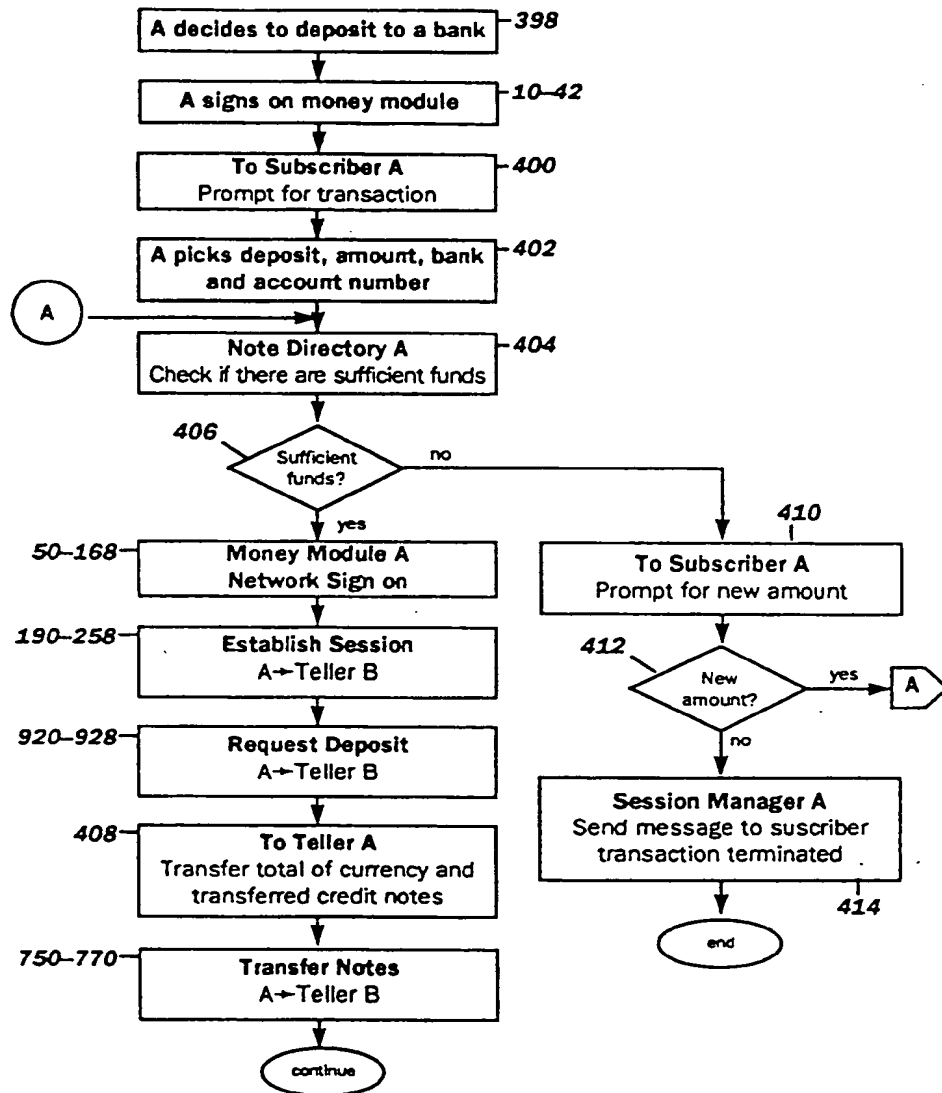 A decides to deposit to a bank
398
A signs on money module
10–42
To Subscriber A
Prompt for transaction
400
A picks deposit, amount, bank
and account number
402
A
Note Directory A
Check if there are sufficient funds
404
406
Sufficient
funds?
no
yes
50–168
Money Module A
Network Sign on
410
To Subscriber A
Prompt for new amount
190–258
Establish Session
A→Teller B
412
New
amount?
yes
A
no
920–928
Request Deposit
A→Teller B
408
To Teller A
Transfer total of currency and
transferred credit notes
Session Manager A
Send message to suscriber
transaction terminated
414
end
750–770
Transfer Notes
A→Teller B
continue